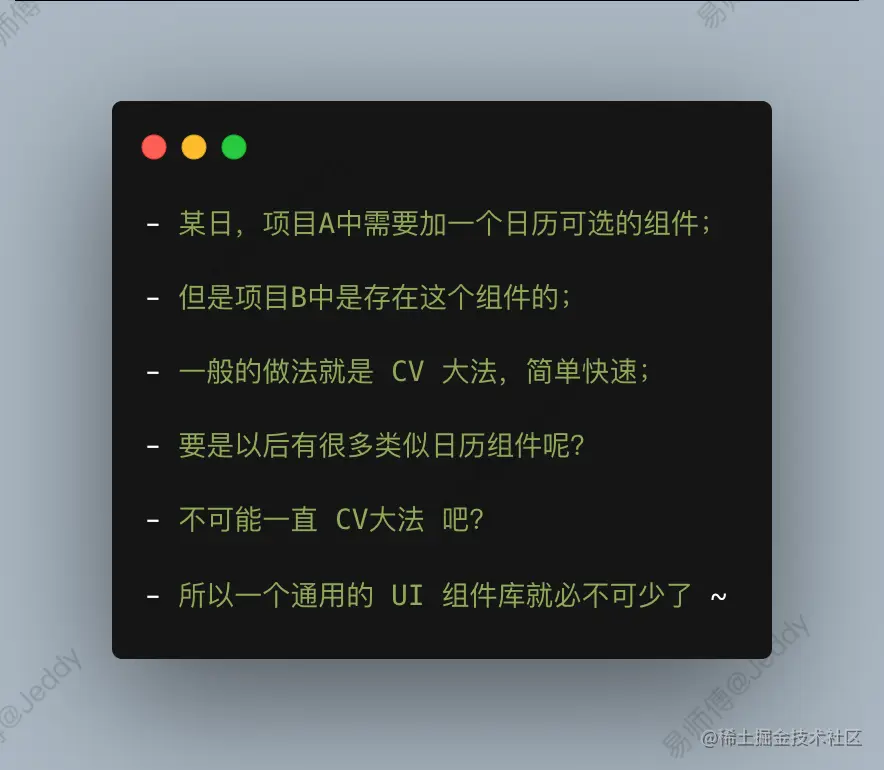 易师傅
师傅
- 某日，项目A中需要加一个日历可选的组件；
- 但是项目B中是存在这个组件的；
- 一般的做法就是 CV 大法，简单快速；
- 要是以后有很多类似日历组件呢？
- 不可能一直 CV大法 吧？
- 所以一个通用的 UI 组件库就必不可少了 ~
@Jeddy
易师傅@Jeddy
@稀土掘金技术社区